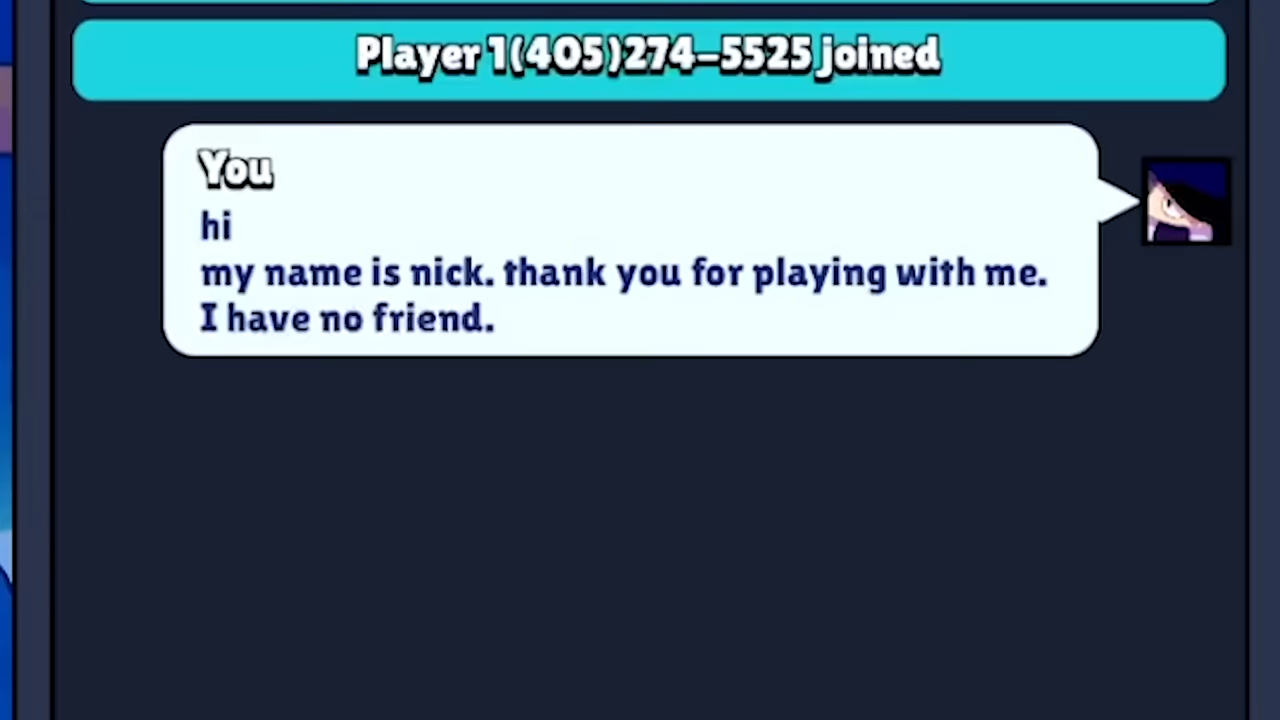 Player 1(405)274-5525 joined
You
hi
my name is nick. thank you for playing with me.
I have no friend.